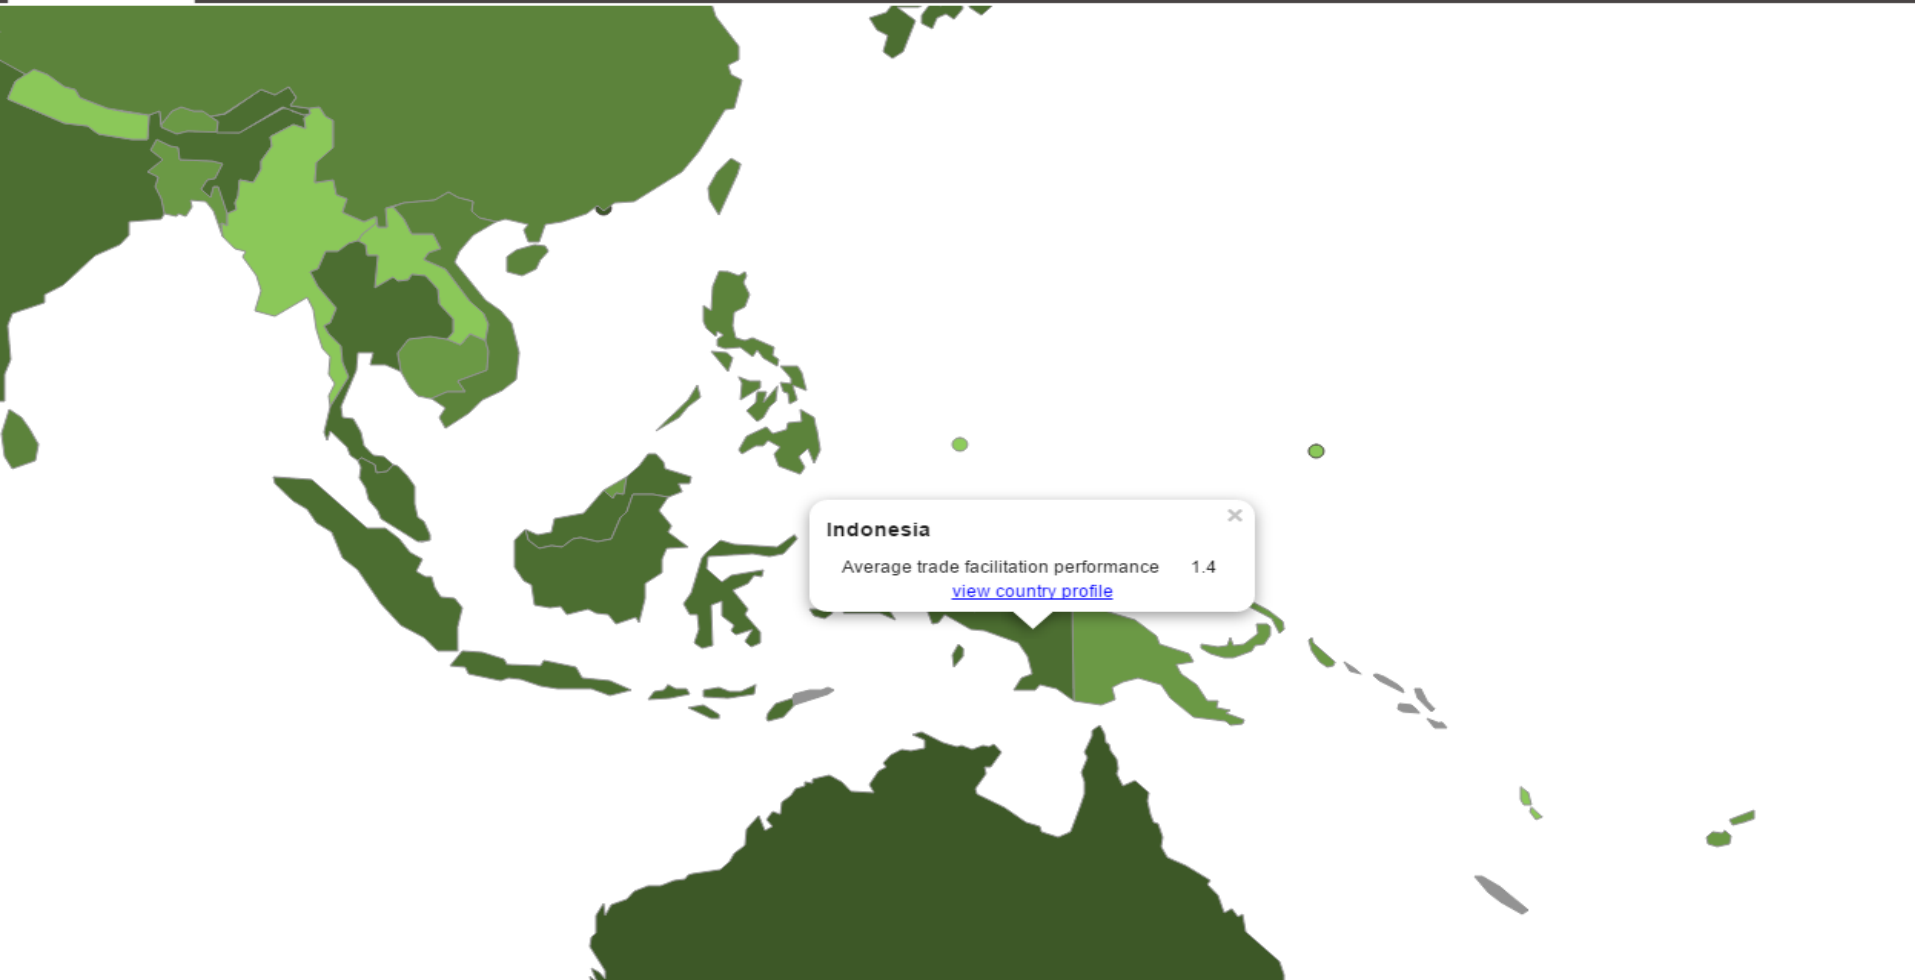 Indonesia
Average trade facilitation performance 1.4
view country profile